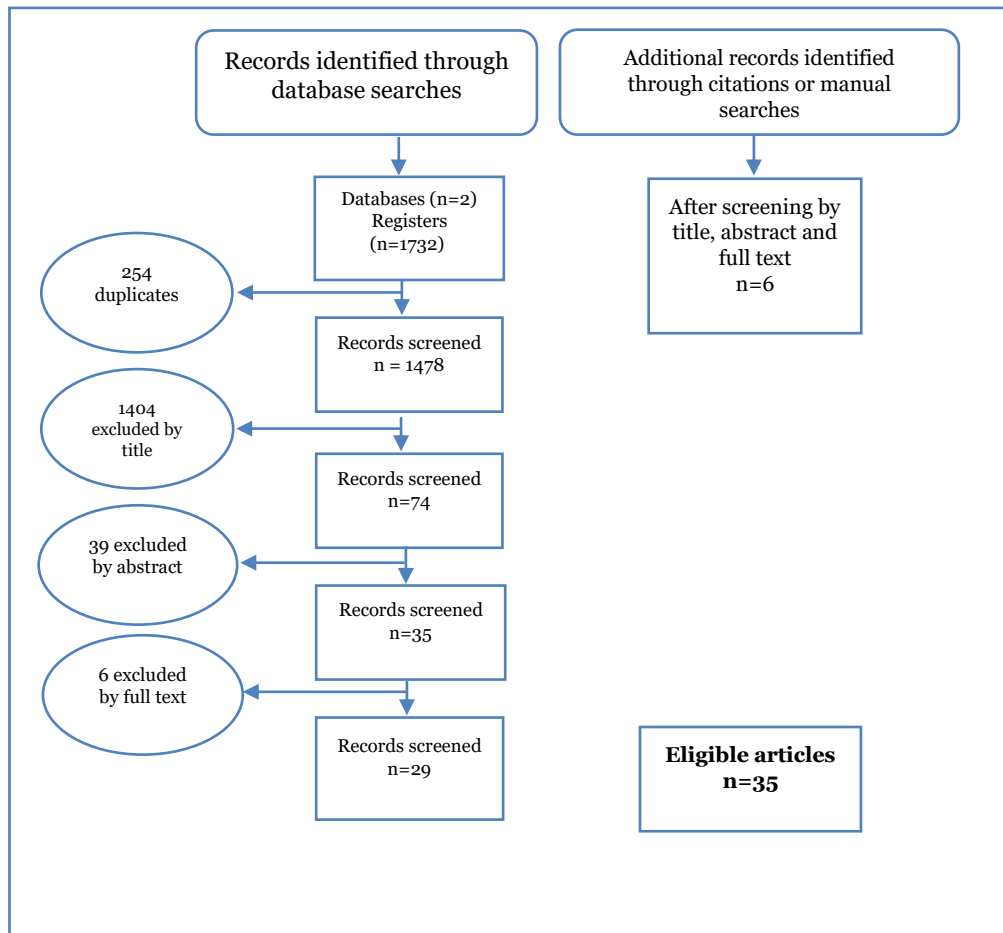 Records identified through
database searches
Additional records identified
through citations or manual
searches
Databases (n=2)
Registers
(n=1732)
After screening by
title, abstract and
full text
n=6
254
duplicates
Records screened
n = 1478
1404
excluded by
title
Records screened
n=74
39 excluded
by abstract
Records screened
n=35
6 excluded
by full text
Records screened
n=29
Eligible articles
n=35